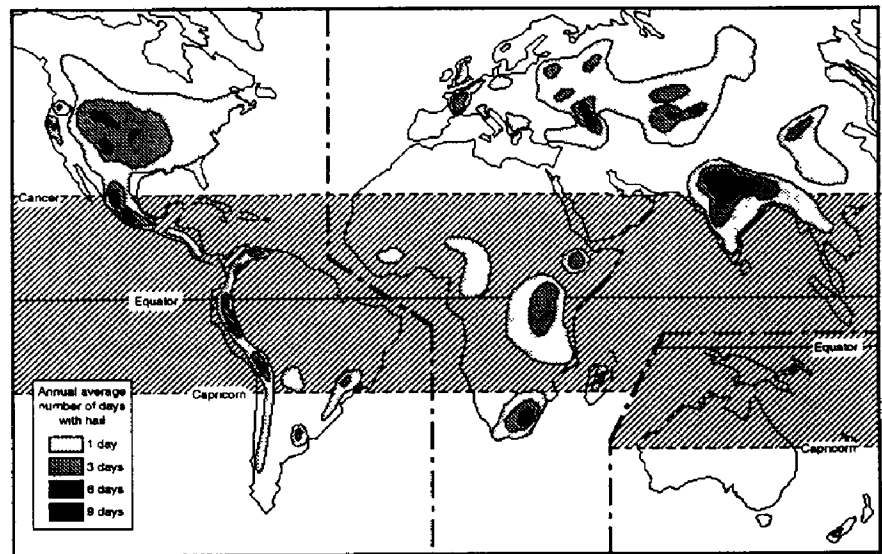 Cancer
Equator
Equator
Capricorn
Capricorn
Annual average
number of days
with hail
1 day
3 days
6 days
9 days